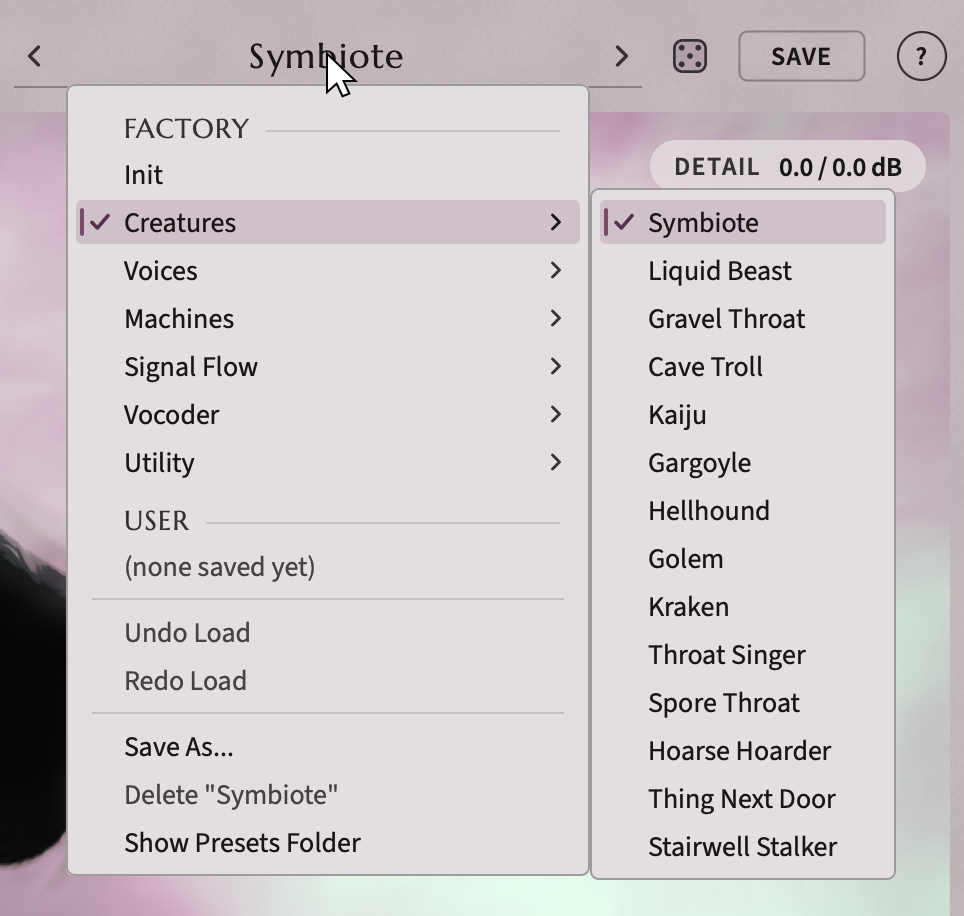 Symbiote
SAVE
?
DETAIL 0.0 / 0.0 dB
FACTORY
Init
Creatures
Voices
Machines
Signal Flow
Vocoder
Utility
USER
(none saved yet)
Undo Load
Redo Load
Save As...
Delete "Symbiote"
Show Presets Folder
Symbiote
Liquid Beast
Gravel Throat
Cave Troll
Kaiju
Gargoyle
Hellhound
Golem
Kraken
Throat Singer
Spore Throat
Hoarse Hoarder
Thing Next Door
Stairwell Stalker